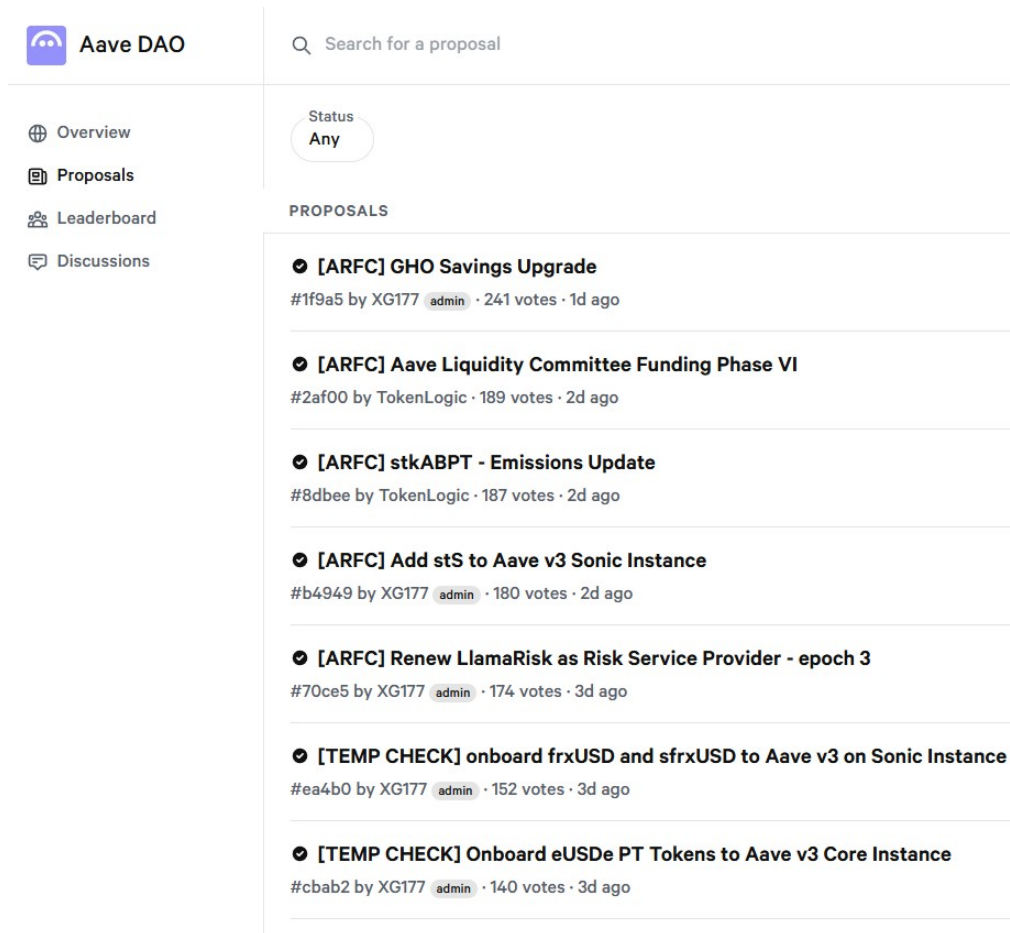 Aave DAO
Search for a proposal
Overview
Proposals
Leaderboard
Discussions
Status
Any
PROPOSALS
[ARFC] GHO Savings Upgrade
#1f9a5 by XG177 admin · 241 votes · 1d ago
[ARFC] Aave Liquidity Committee Funding Phase VI
#2af00 by TokenLogic · 189 votes · 2d ago
[ARFC] stkABPT - Emissions Update
#8dbee by TokenLogic · 187 votes · 2d ago
[ARFC] Add stS to Aave v3 Sonic Instance
#b4949 by XG177 admin · 180 votes · 2d ago
[ARFC] Renew LlamaRisk as Risk Service Provider - epoch 3
#70ce5 by XG177 admin · 174 votes · 3d ago
[TEMP CHECK] onboard frxUSD and sfrxUSD to Aave v3 on Sonic Instance
#ea4b0 by XG177 admin · 152 votes · 3d ago
[TEMP CHECK] Onboard eUSDe PT Tokens to Aave v3 Core Instance
#cbab2 by XG177 admin · 140 votes · 3d ago